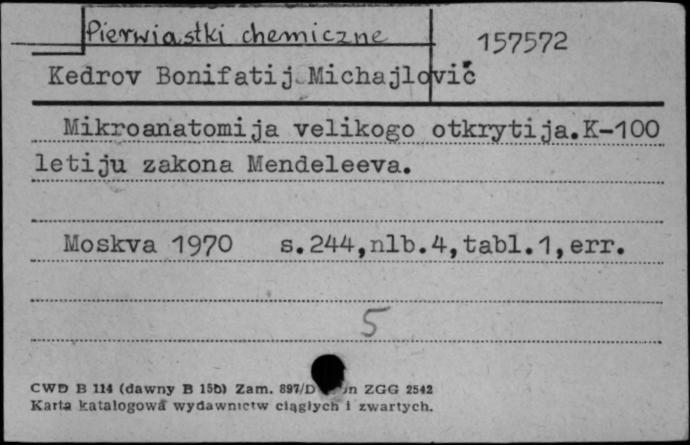 Pierwiastki chemiczne
157572
Kedrov Bonifatij Michajlovič
Mikroanatomija velikogo otkrytija.K-100
letiju zakona Mendeleeva.
Moskva 1970 s.244,nlb.4,tabl.1,err.
5
CWD B 114 (dawny B 15b) Zam. 897/D n ZGG 2542
Karta katalogowa wydawnictw ciągłych i zwartych.